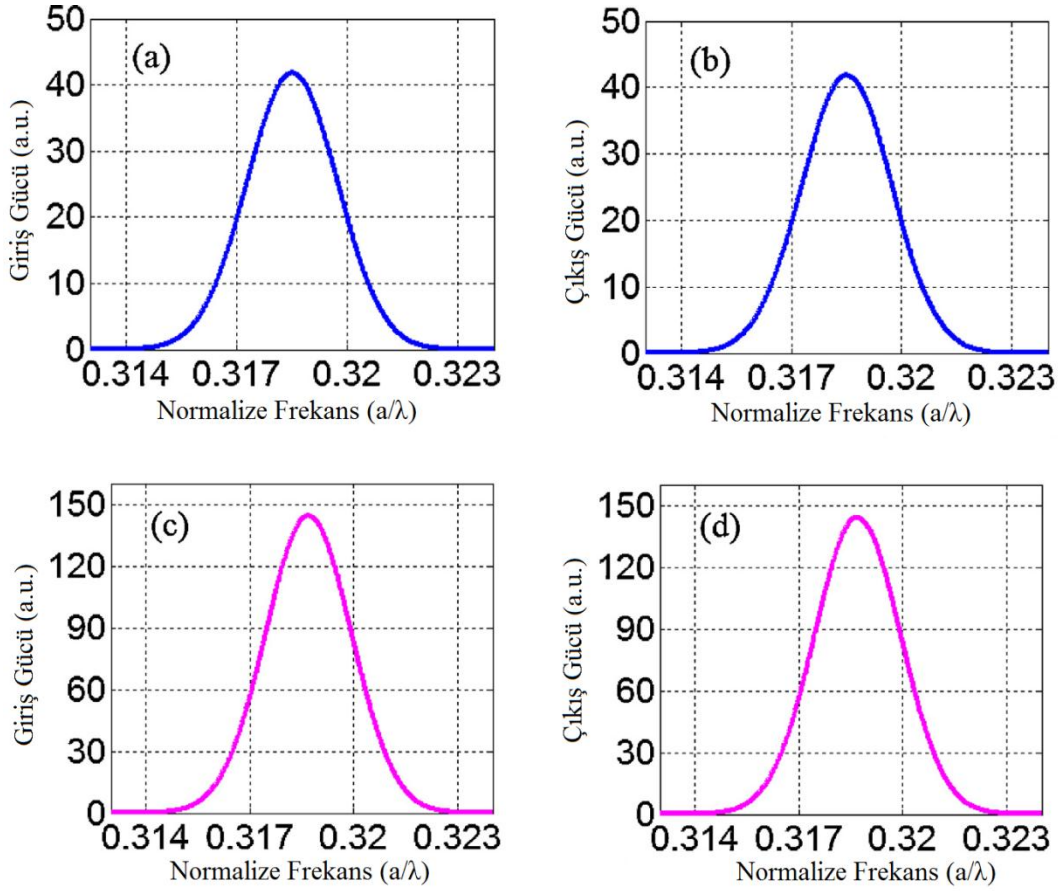 (a)
Giriş Gücü (a.u.)
50
40
30
20
10
0
0.314 0.317 0.32 0.323
Normalize Frekans (a/λ)
(b)
Çıkış Gücü (a.u.)
50
40
30
20
10
0
0.314 0.317 0.32 0.323
Normalize Frekans (a/λ)
(c)
Giriş Gücü (a.u.)
150
120
90
60
30
0
0.314 0.317 0.32 0.323
Normalize Frekans (a/λ)
(d)
Çıkış Gücü (a.u.)
150
120
90
60
30
0
0.314 0.317 0.32 0.323
Normalize Frekans (a/λ)